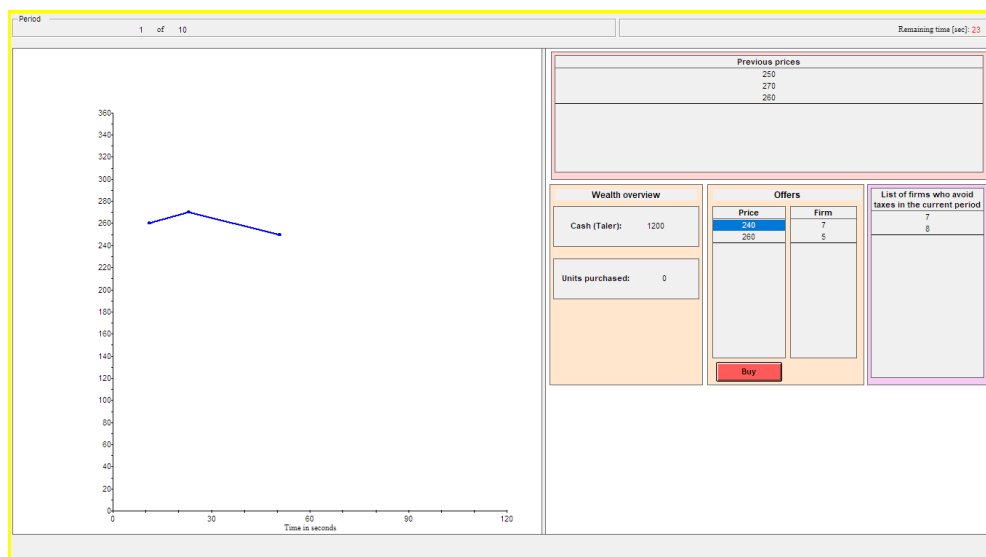 Period
1 of 10
Remaining time [sec]: 23
360
340
320
300
280
260
240
220
200
180
160
140
120
100
80
60
40
20
0
0 30 60 90 120
Time in seconds
Previous prices
250
270
260
Wealth overview
Cash (Taler): 1200
Units purchased: 0
Offers
Price Firm
240 7
260 5
Buy
List of firms who avoid
taxes in the current period
7
8